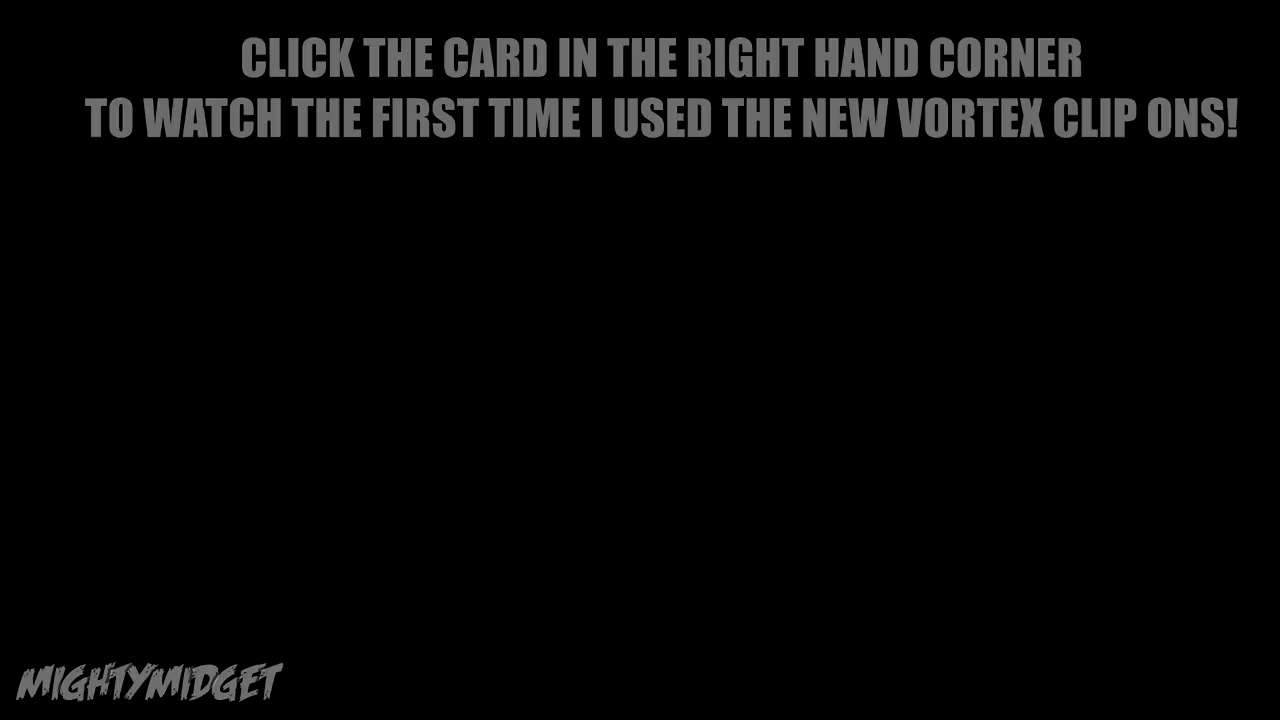 CLICK THE CARD IN THE RIGHT HAND CORNER
TO WATCH THE FIRST TIME I USED THE NEW VORTEX CLIP ONS!
MIGHTYMIDGET